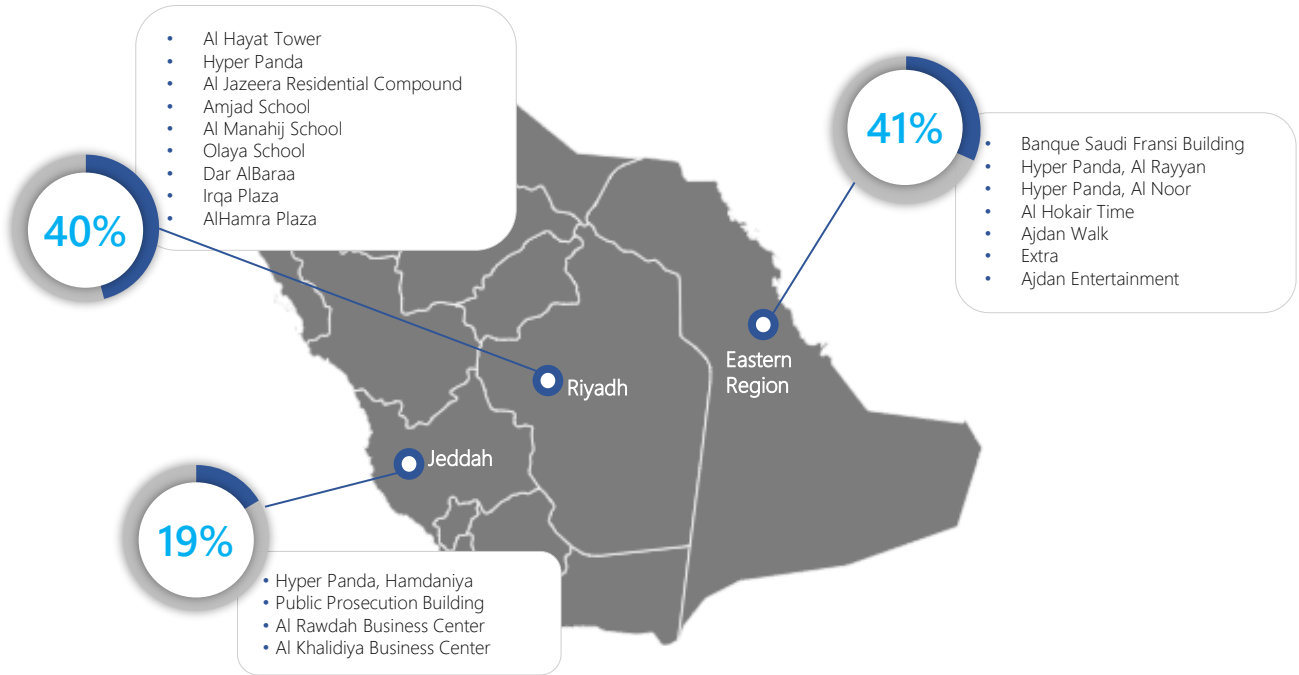 • Al Hayat Tower
• Hyper Panda
• Al Jazeera Residential Compound
• Amjad School
• Al Manahij School
• Olaya School
• Dar AlBaraa
• Irqa Plaza
• AlHamra Plaza
40%
41%
• Banque Saudi Fransi Building
• Hyper Panda, Al Rayyan
• Hyper Panda, Al Noor
• Al Hokair Time
• Ajdan Walk
• Extra
• Ajdan Entertainment
Eastern
Region
Riyadh
Jeddah
19%
• Hyper Panda, Hamdaniya
• Public Prosecution Building
• Al Rawdah Business Center
• Al Khalidiya Business Center